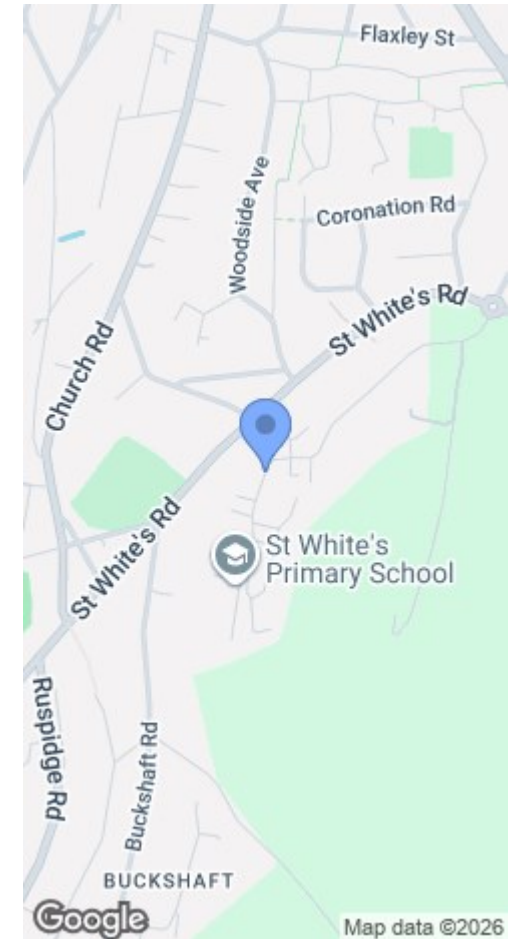 Flaxley St
Woodside Ave
Coronation Rd
St White's Rd
Church Rd
St White's Rd
St White's
Primary School
Ruspidge Rd
Buckshaft Rd
BUCKSHAFT
Google
Map data ©2026